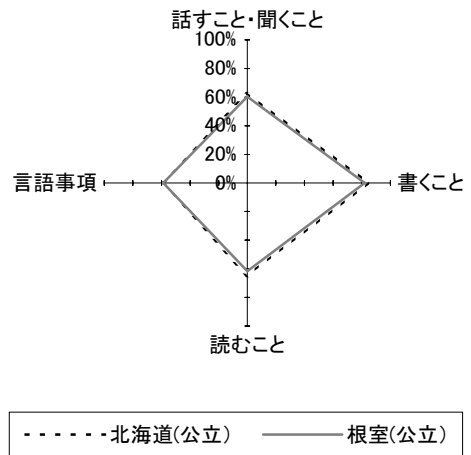 話すこと・聞くこと
100%
80%
60%
40%
20%
0%
言語事項
書くこと
読むこと
北海道(公立)
根室(公立)